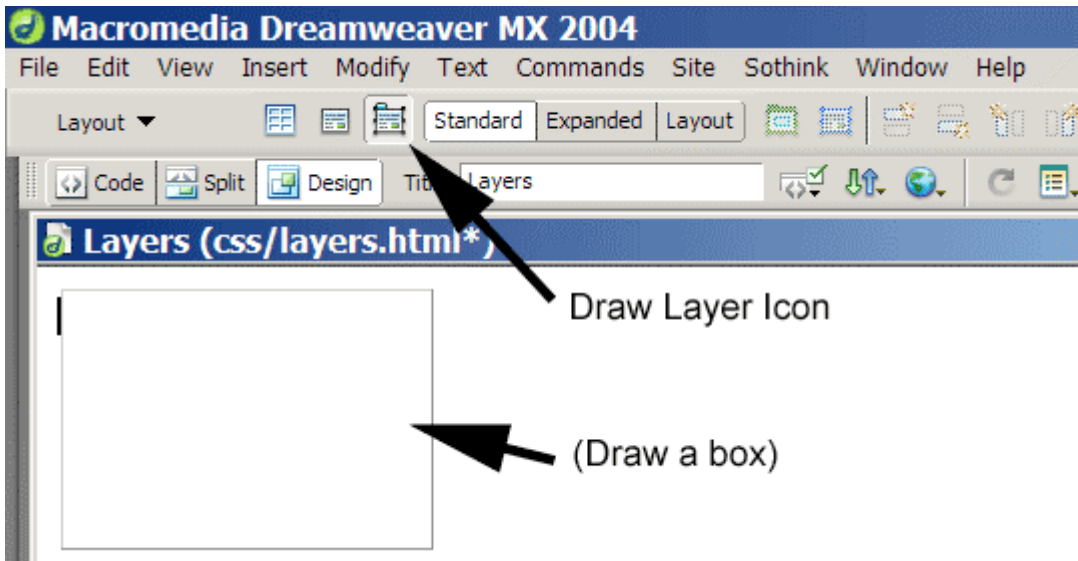 Macromedia Dreamweaver MX 2004
File Edit View Insert Modify Text Commands Site Sothink Window Help
Layout Standard Expanded Layout
Code Split Design Layers
Layers (css/layers.html*)
Draw Layer Icon
(Draw a box)